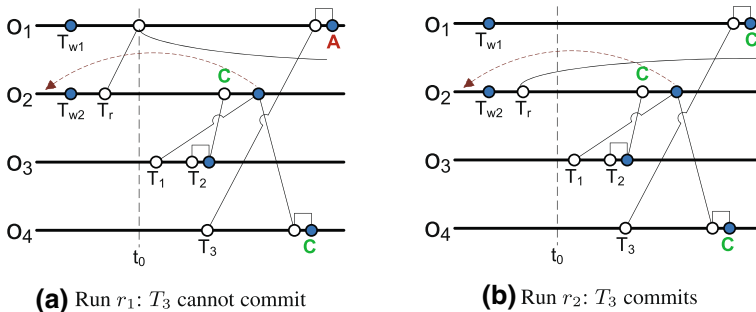 O1 Tw1 A
C
O2 Tw2 Tr
O3 T1 T2
O4 T3 C
t0
(a) Run r1: T3 cannot commit
O1 Tw1 C
C
O2 Tw2 Tr
O3 T1 T2
O4 T3 C
t0
(b) Run r2: T3 commits